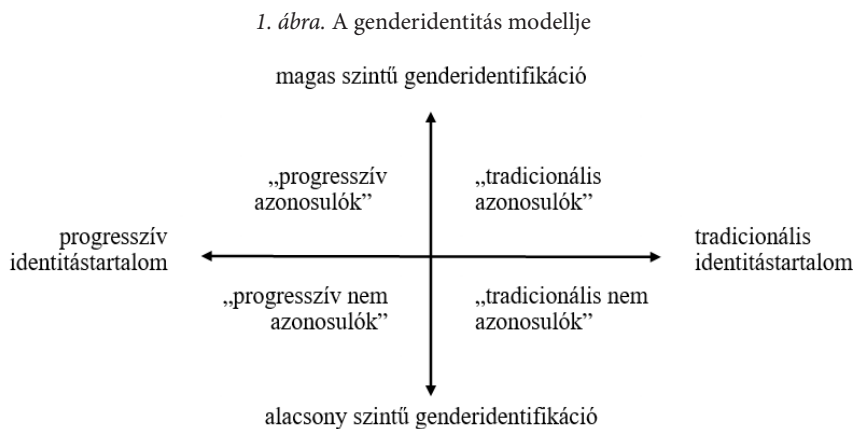 1. ábra. A genderidentitás modellje
magas szintű genderidentifikáció
„progresszív
azonosulók”
„tradicionális
azonosulók”
progresszív
identitástartalom
tradicionális
identitástartalom
„progresszív nem
azonosulók”
„tradicionális nem
azonosulók”
alacsony szintű genderidentifikáció